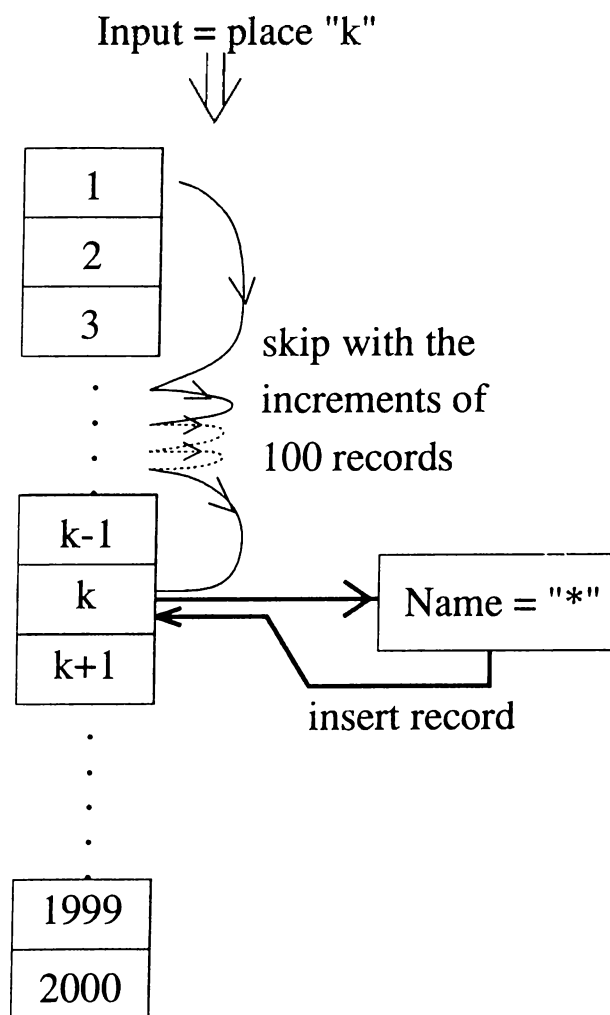 Input = place "k"
1
2
3
skip with the
increments of
100 records
k-1
k
k+1
Name = "*"
insert record
1999
2000